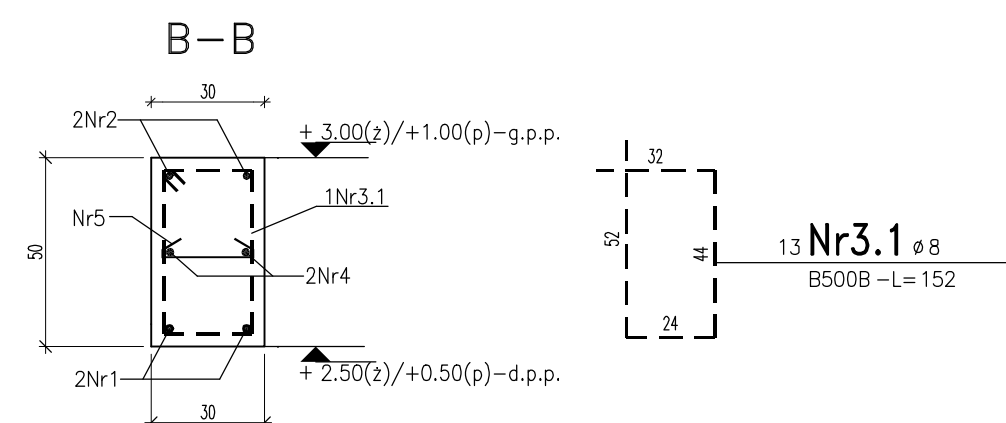 B-B
30
2Nr2
+ 3.00(ż)/+1.00(p)-g.p.p.
1Nr3.1
Nr5
50
2Nr4
2Nr1
+ 2.50(ż)/+0.50(p)-d.p.p.
30
32
52
44
24
13 Nr3.1 ø8
B500B -L= 152